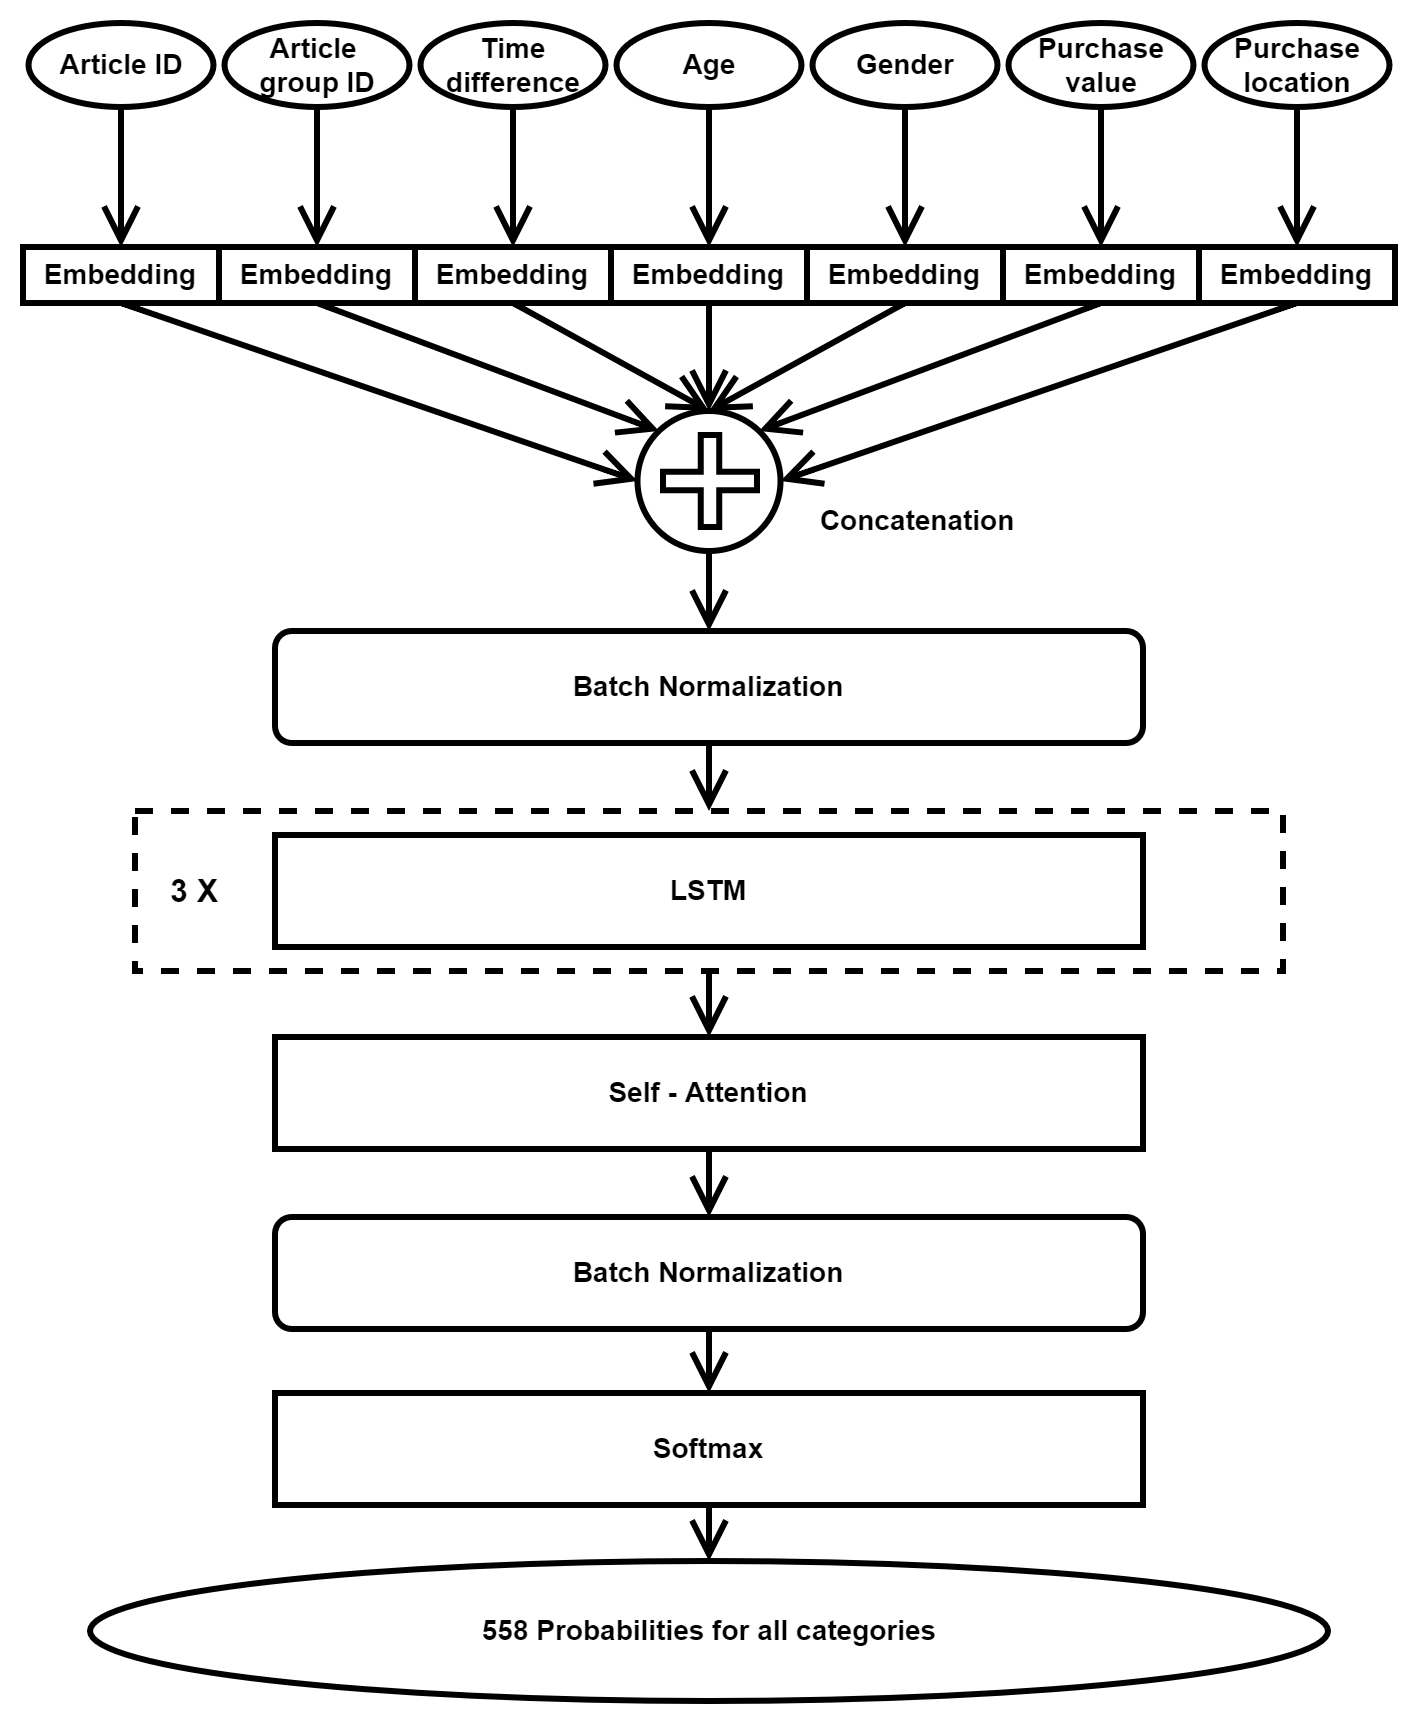 Article ID
Article
group ID
Time
difference
Age
Gender
Purchase
value
Purchase
location
Embedding
Embedding
Embedding
Embedding
Embedding
Embedding
Embedding
Concatenation
Batch Normalization
3 X
LSTM
Self - Attention
Batch Normalization
Softmax
558 Probabilities for all categories